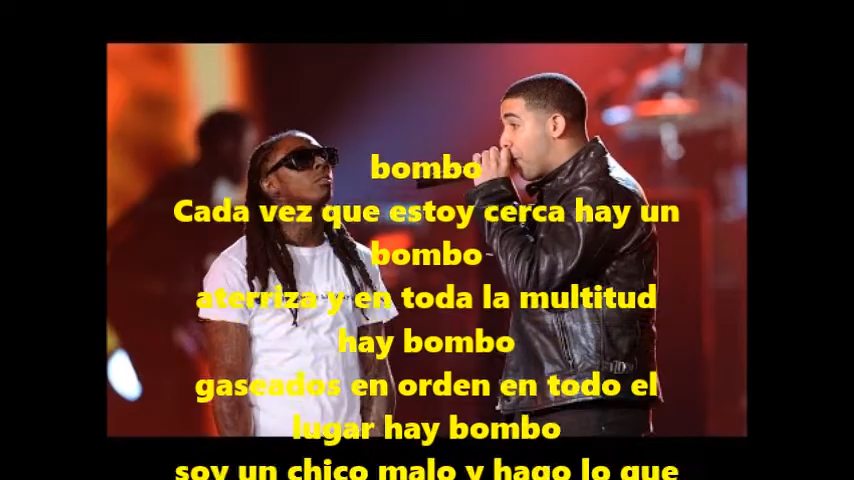 bombo
Cada vez que estoy cerca hay un
bombo
aterriza y en toda la multitud
hay bombo
gaseados en orden en todo el
lugar hay bombo
soy un chico malo y hago lo que